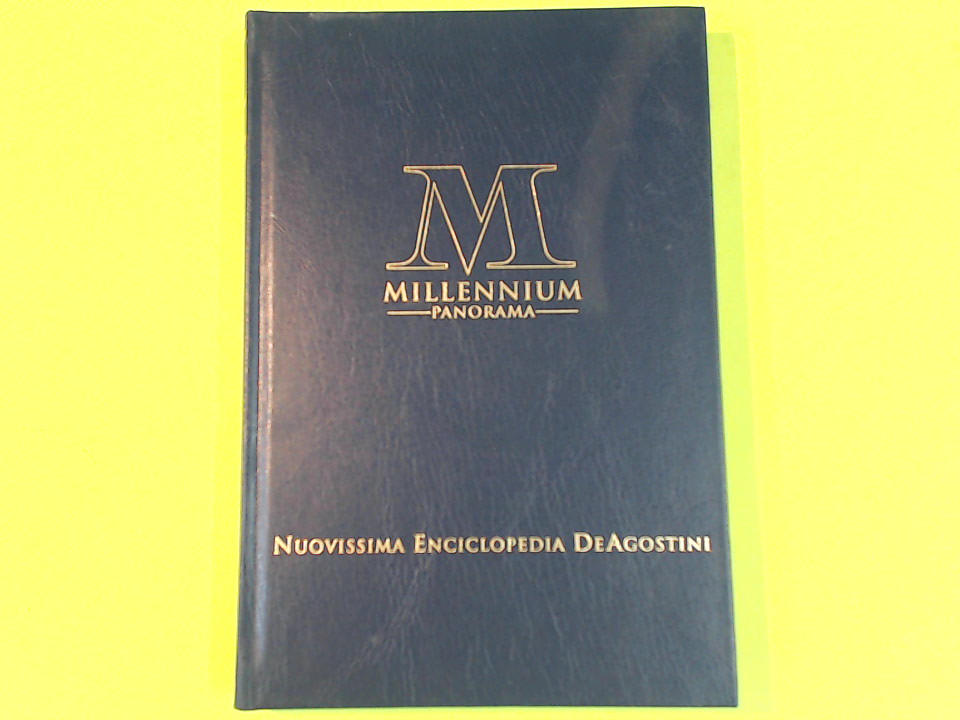 M
MILLENNIUM
PANORAMA
NUOVISSIMA ENCICLOPEDIA DEAGOSTINI